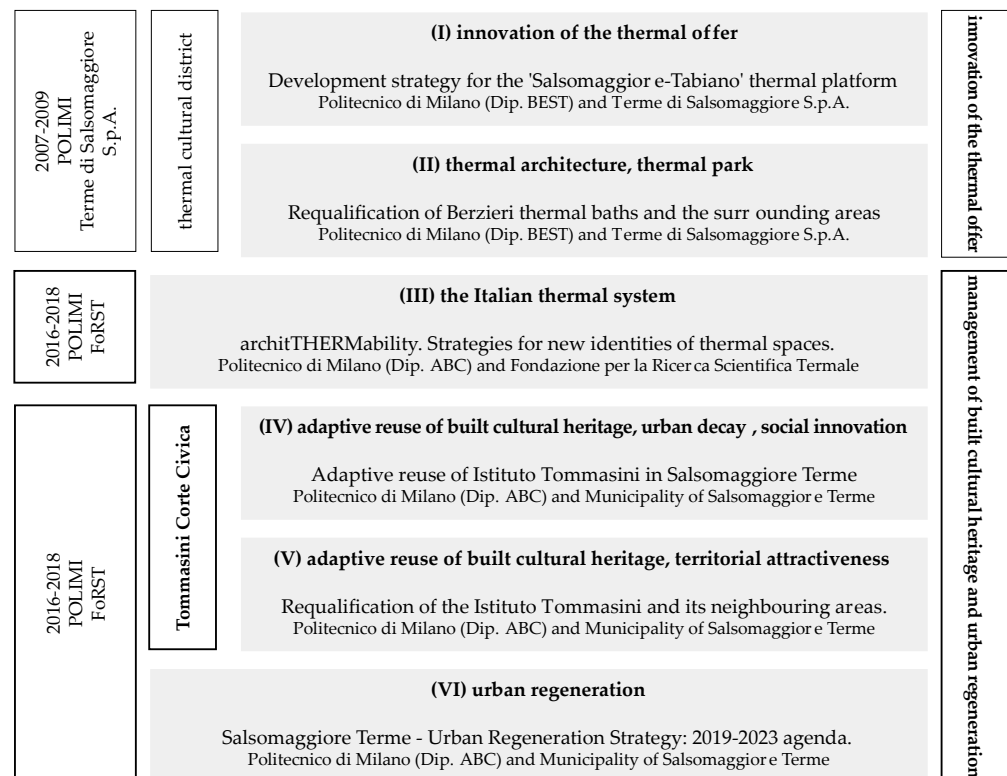 2007-2009
POLIMI
Terme di Salsomaggiore
S.p.A.
thermal cultural district
(I) innovation of the thermal offer
Development strategy for the 'Salsomaggiore-Tabiano' thermal platform
Politecnico di Milano (Dip. BEST) and Terme di Salsomaggiore S.p.A.
(II) thermal architecture, thermal park
Requalification of Berzieri thermal baths and the surrounding areas
Politecnico di Milano (Dip. BEST) and Terme di Salsomaggiore S.p.A.
innovation of the thermal offer
2016-2018
POLIMI
FoRST
(III) the Italian thermal system
architTHERMability. Strategies for new identities of thermal spaces.
Politecnico di Milano (Dip. ABC) and Fondazione per la Ricerca Scientifica Termale
2016-2018
POLIMI
FoRST
Tommasini Corte Civica
(IV) adaptive reuse of built cultural heritage, urban decay , social innovation
Adaptive reuse of Istituto Tommasini in Salsomaggiore Terme
Politecnico di Milano (Dip. ABC) and Municipality of Salsomaggiore Terme
(V) adaptive reuse of built cultural heritage, territorial attractiveness
Requalification of the Istituto Tommasini and its neighbouring areas.
Politecnico di Milano (Dip. ABC) and Municipality of Salsomaggiore Terme
(VI) urban regeneration
Salsomaggiore Terme - Urban Regeneration Strategy: 2019-2023 agenda.
Politecnico di Milano (Dip. ABC) and Municipality of Salsomaggiore Terme
management of built cultural heritage and urban regeneration